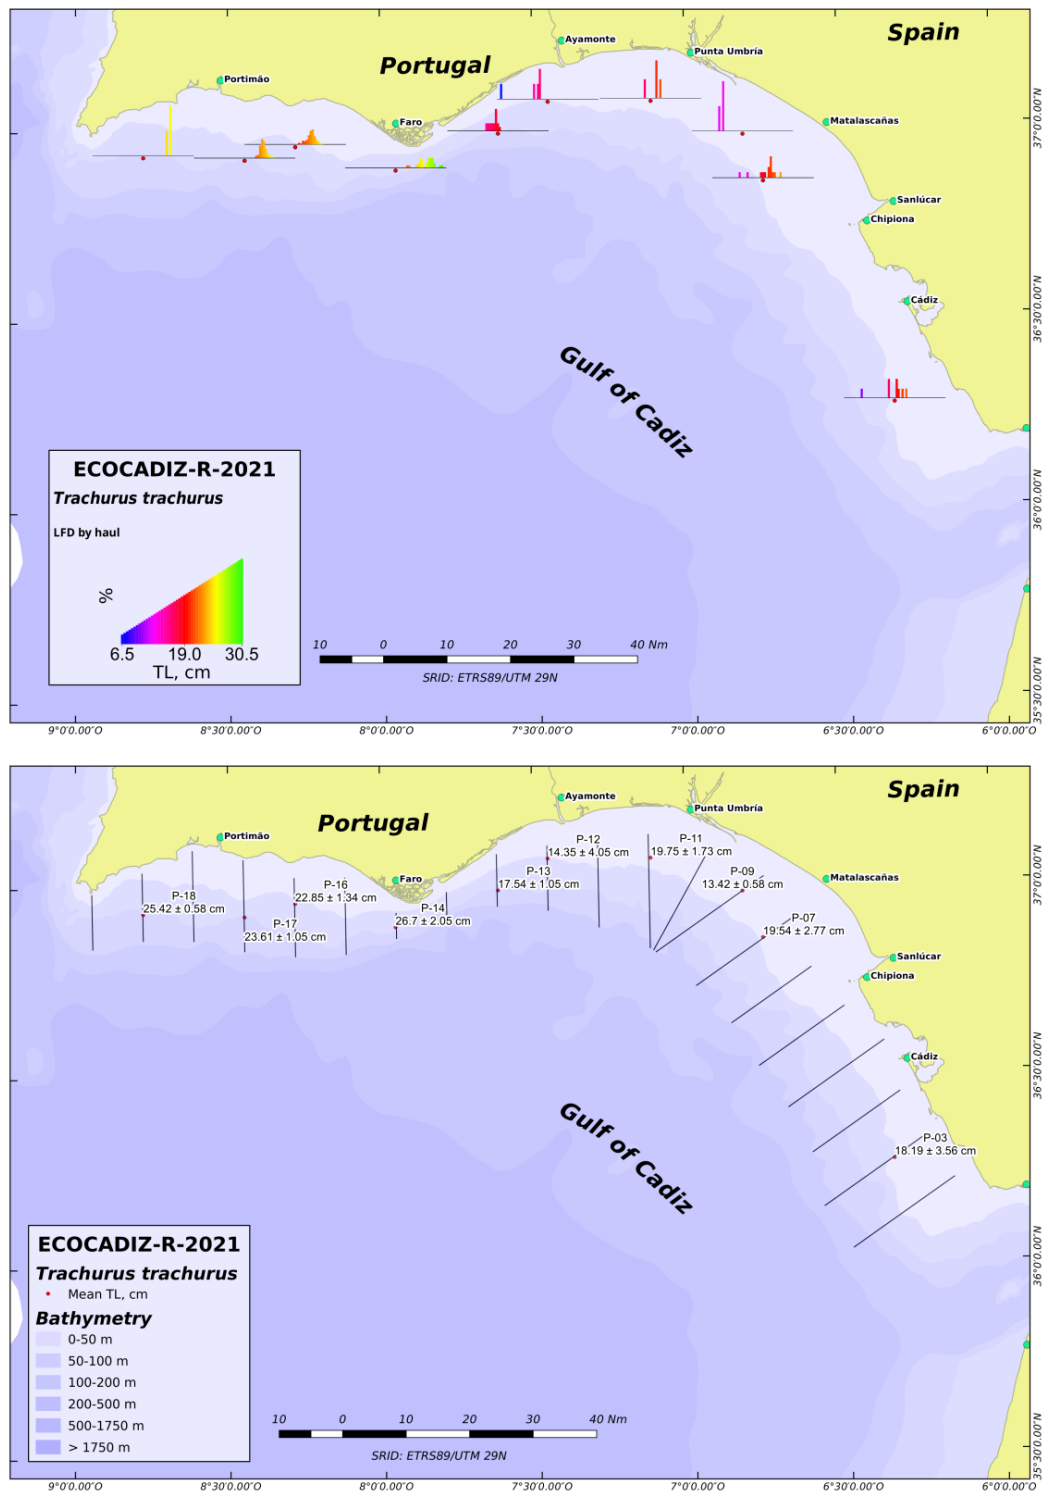 Spain
Ayamonte
Punta Umbría
Portugal
Portimão
Faro
Matalascañas
37°0'0.00"N
Sanlúcar
Chipiona
Cádiz
36°30'0.00"N
Gulf of Cadiz
ECOCADIZ-R-2021
Trachurus trachurus
LFD by haul
%
6.5 19.0 30.5
TL, cm
36°0'0.00"N
10 0 10 20 30 40 Nm
SRID: ETRS89/UTM 29N
35°30'0.00"N
9°0'0.00"O 8°30'0.00"O 8°0'0.00"O 7°30'0.00"O 7°0'0.00"O 6°30'0.00"O 6°0'0.00"O
Spain
Ayamonte
Punta Umbría
Portugal
Portimão
P-12
14.35 ± 4.05 cm
P-11
19.75 ± 1.73 cm
Faro
Matalascañas
37°0'0.00"N
P-13
17.54 ± 1.05 cm
P-09
13.42 ± 0.58 cm
P-16
22.85 ± 1.34 cm
P-18
25.42 ± 0.58 cm
P-14
26.7 ± 2.05 cm
P-17
23.61 ± 1.05 cm
P-07
19.54 ± 2.77 cm
Sanlúcar
Chipiona
Cádiz
36°30'0.00"N
Gulf of Cadiz
P-03
18.19 ± 3.56 cm
ECOCADIZ-R-2021
Trachurus trachurus
Mean TL, cm
Bathymetry
0-50 m
50-100 m
100-200 m
200-500 m
500-1750 m
> 1750 m
36°0'0.00"N
10 0 10 20 30 40 Nm
SRID: ETRS89/UTM 29N
35°30'0.00"N
9°0'0.00"O 8°30'0.00"O 8°0'0.00"O 7°30'0.00"O 7°0'0.00"O 6°30'0.00"O 6°0'0.00"O